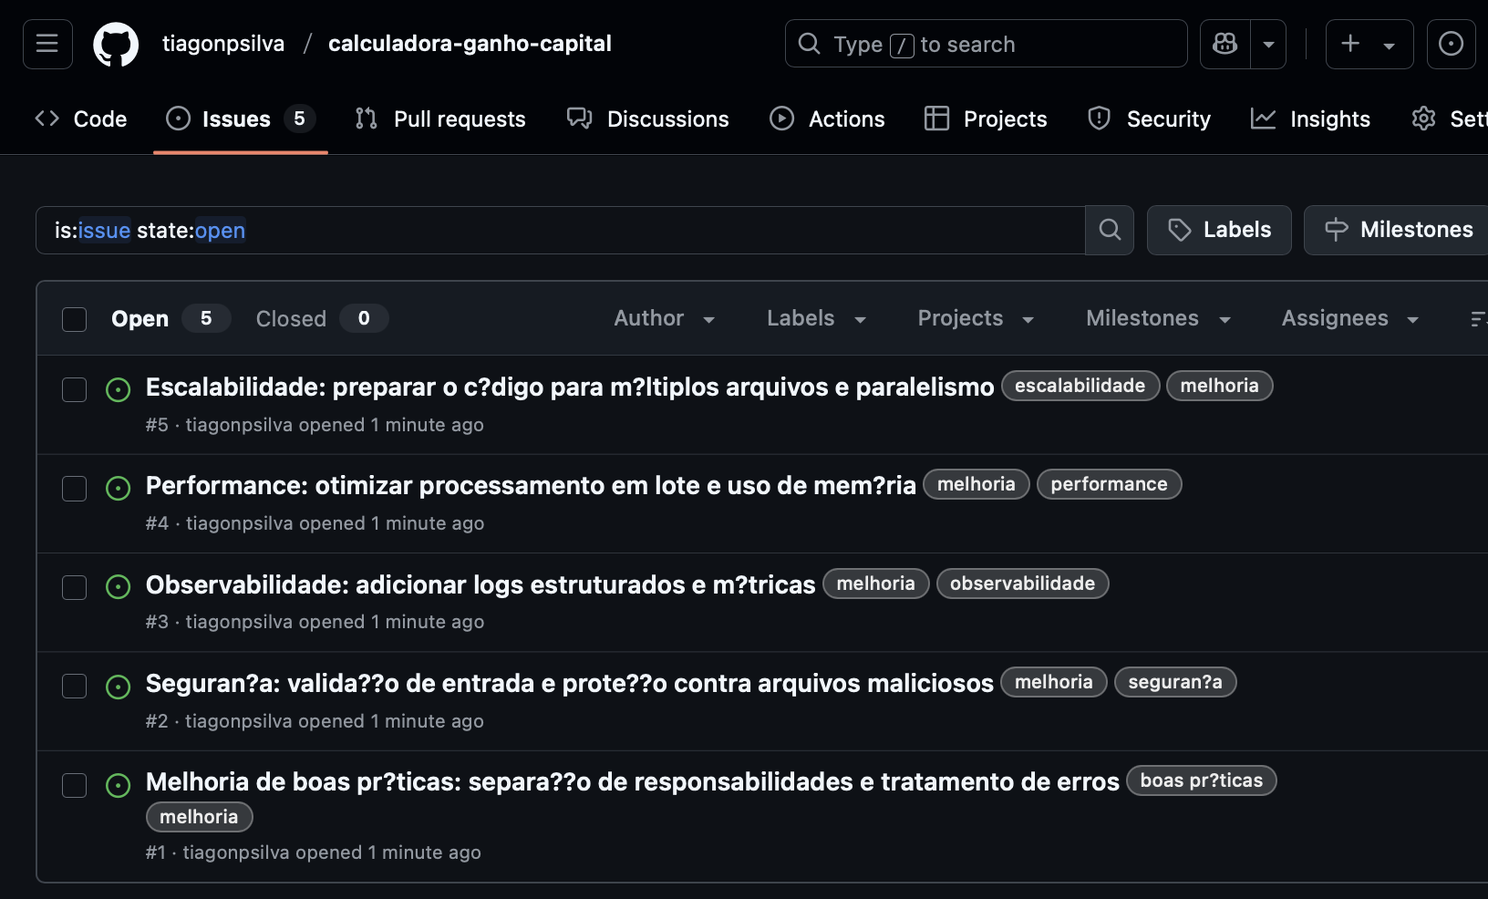 tiagonpsilva / calculadora-ganho-capital Type / to search
Code Issues 5 Pull requests Discussions Actions Projects Security Insights Sett
is:issue state:open Labels Milestones
Open 5 Closed 0 Author Labels Projects Milestones Assignees
Escalabilidade: preparar o c?digo para m?ltiplos arquivos e paralelismo escalabilidade melhoria
#5 · tiagonpsilva opened 1 minute ago
Performance: otimizar processamento em lote e uso de mem?ria melhoria performance
#4 · tiagonpsilva opened 1 minute ago
Observabilidade: adicionar logs estruturados e m?tricas melhoria observabilidade
#3 · tiagonpsilva opened 1 minute ago
Seguran?a: valida??o de entrada e prote??o contra arquivos maliciosos melhoria seguran?a
#2 · tiagonpsilva opened 1 minute ago
Melhoria de boas pr?ticas: separa??o de responsabilidades e tratamento de erros boas pr?ticas
melhoria
#1 · tiagonpsilva opened 1 minute ago